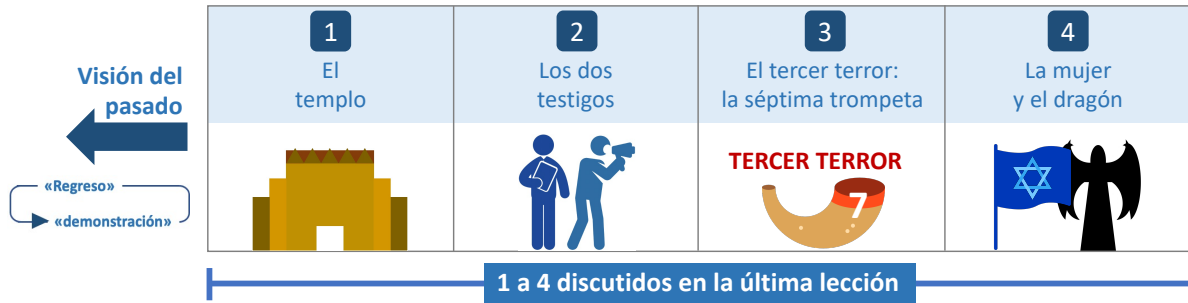 1
El
templo
2
Los dos
testigos
3
El tercer terror:
la séptima trompeta
4
La mujer
y el dragón
Visión del
pasado
«Regreso»
«demostración»
TERCER TERROR
7
1 a 4 discutidos en la última lección